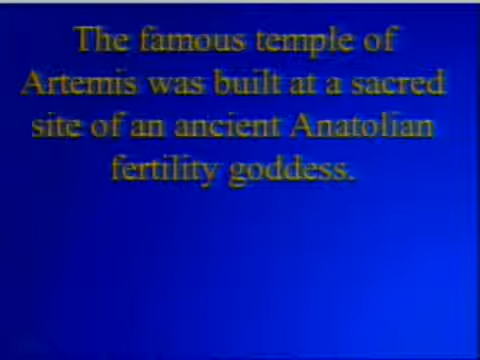 The famous temple of
Artemis was built at a sacred
site of an ancient Anatolian
fertility goddess.